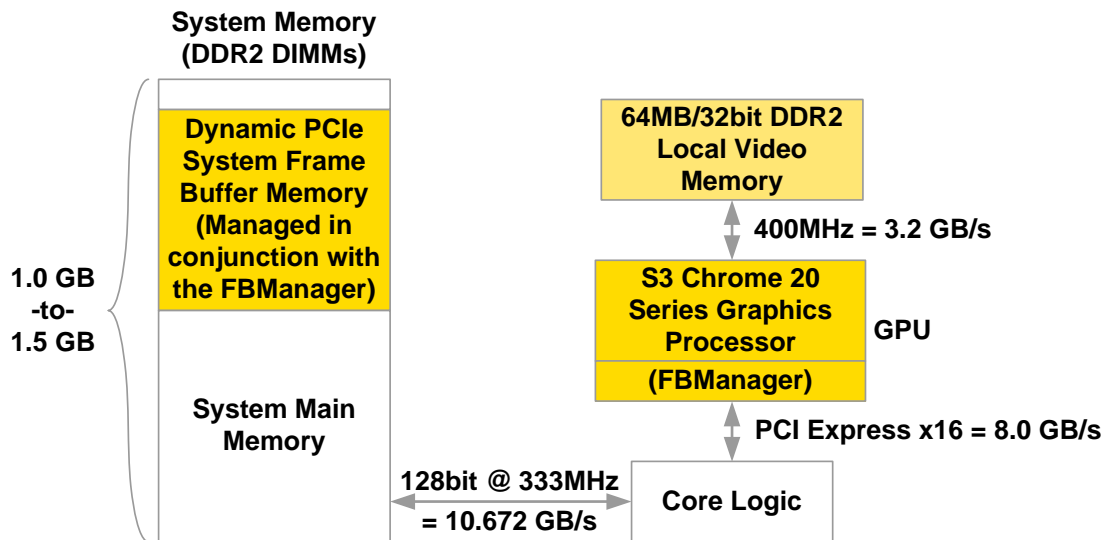 System Memory
(DDR2 DIMMs)
Dynamic PCIe
System Frame
Buffer Memory
(Managed in
conjunction with
the FBManager)
1.0 GB
-to-
1.5 GB
System Main
Memory
64MB/32bit DDR2
Local Video
Memory
400MHz = 3.2 GB/s
S3 Chrome 20
Series Graphics
Processor
GPU
(FBManager)
PCI Express x16 = 8.0 GB/s
128bit @ 333MHz
= 10.672 GB/s
Core Logic